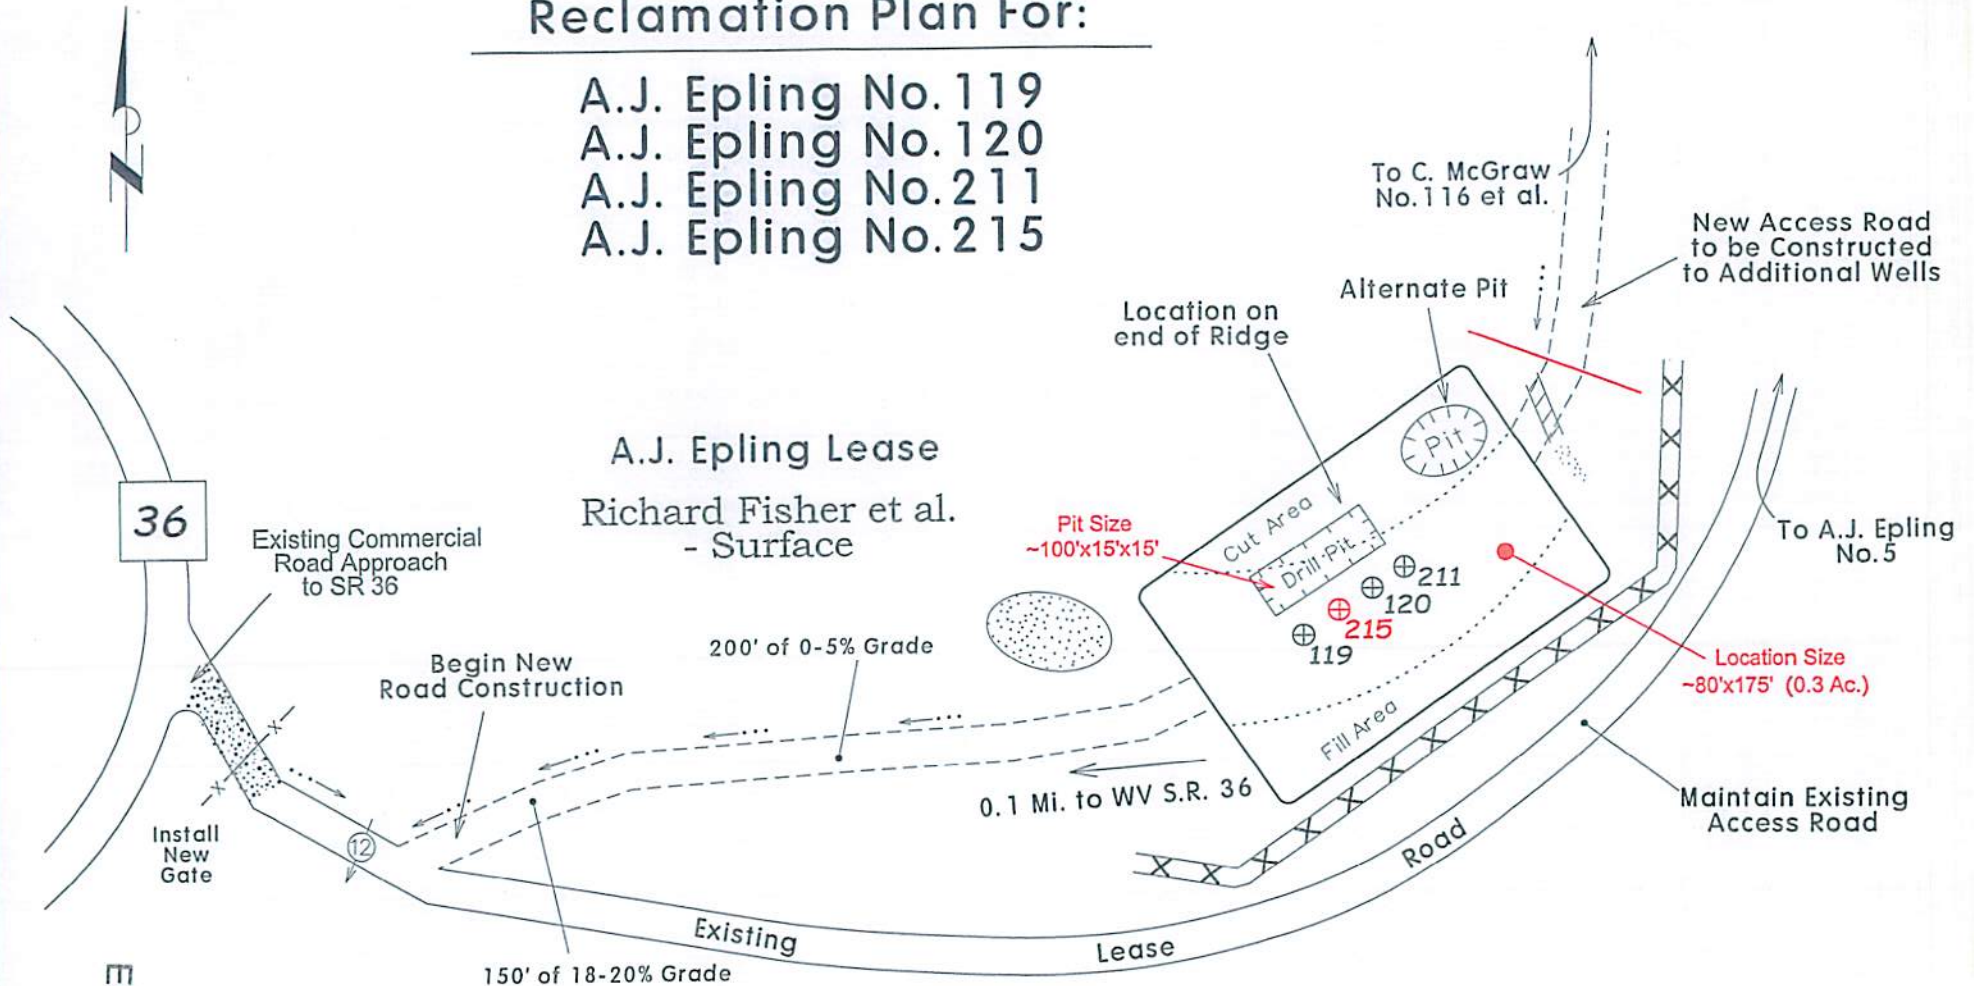 Reclamation Plan For:
A.J. Epling No. 119
A.J. Epling No. 120
A.J. Epling No. 211
A.J. Epling No. 215
N
To C. McGraw
No. 116 et al.
New Access Road
to be Constructed
to Additional Wells
Alternate Pit
Location on
end of Ridge
Pit
A.J. Epling Lease
Richard Fisher et al.
- Surface
36
Existing Commercial
Road Approach
to SR 36
Pit Size
~100'x15'x15'
Cut Area
Drill Pit
211
120
215
119
To A.J. Epling
No. 5
Location Size
~80'x175' (0.3 Ac.)
200' of 0-5% Grade
Begin New
Road Construction
Fill Area
0.1 Mi. to WV S.R. 36
Maintain Existing
Access Road
Install
New
Gate
12
Existing
Lease
Road
150' of 18-20% Grade
E